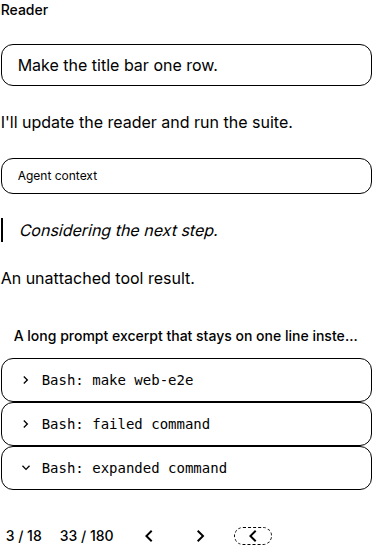 Reader
Make the title bar one row.
I'll update the reader and run the suite.
Agent context
Considering the next step.
An unattached tool result.
A long prompt excerpt that stays on one line inste...
Bash: make web-e2e
Bash: failed command
Bash: expanded command
3 / 18 33 / 180